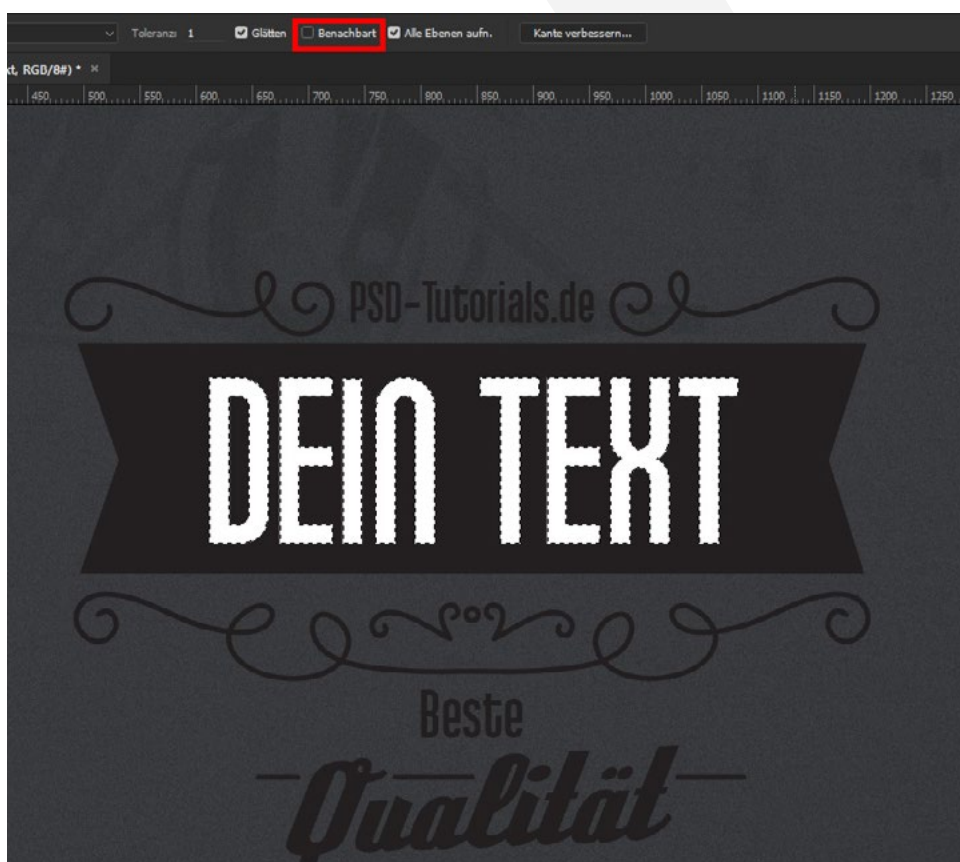 Toleranz: 1 Glätten Benachbart Alle Ebenen aufn. Kante verbessern...
kt, RGB/8#) * ×
450 500 550 600 650 700 750 800 850 900 950 1000 1050 1100 1150 1200 1250
PSD-Tutorials.de
DEIN TEXT
Beste
Qualität